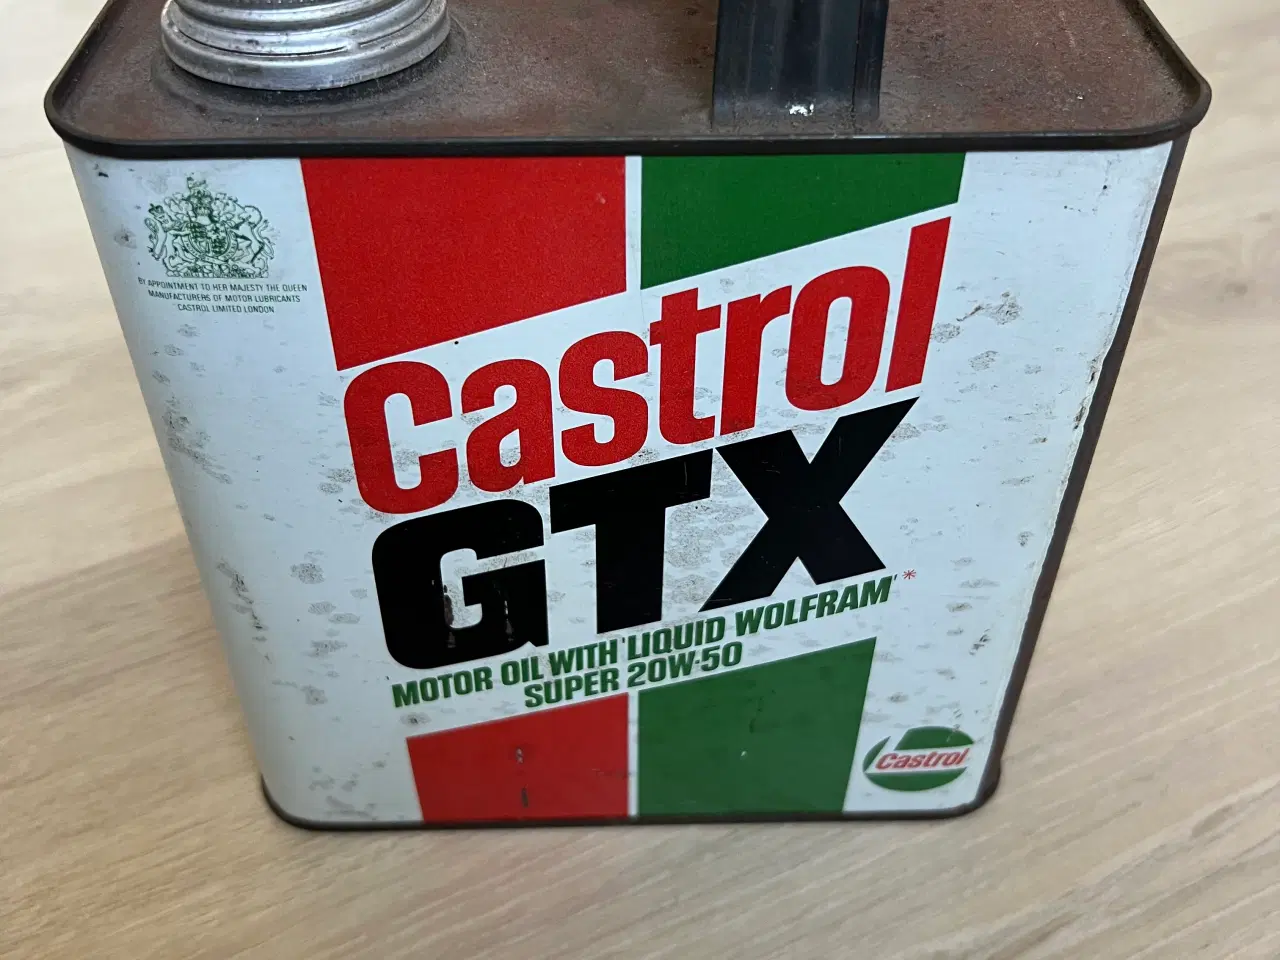 BY APPOINTMENT TO HER MAJESTY THE QUEEN
MANUFACTURERS OF MOTOR LUBRICANTS
CASTROL LIMITED LONDON
Castrol
GTX
MOTOR OIL WITH 'LIQUID WOLFRAM'*
SUPER 20W-50
Castrol